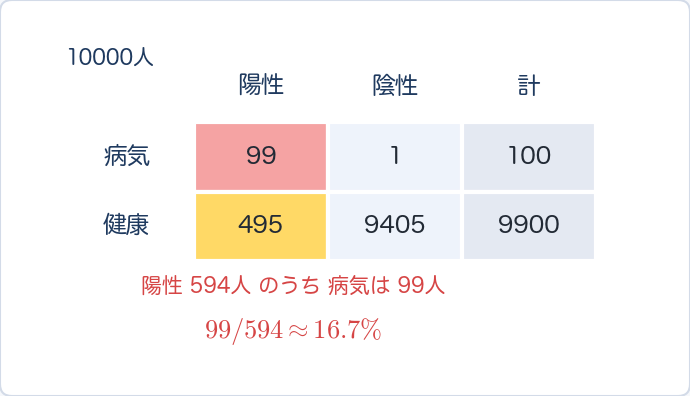 10000人
陽性 陰性 計
病気 99 1 100
健康 495 9405 9900
陽性 594人 のうち 病気は 99人
99/594≈16.7%